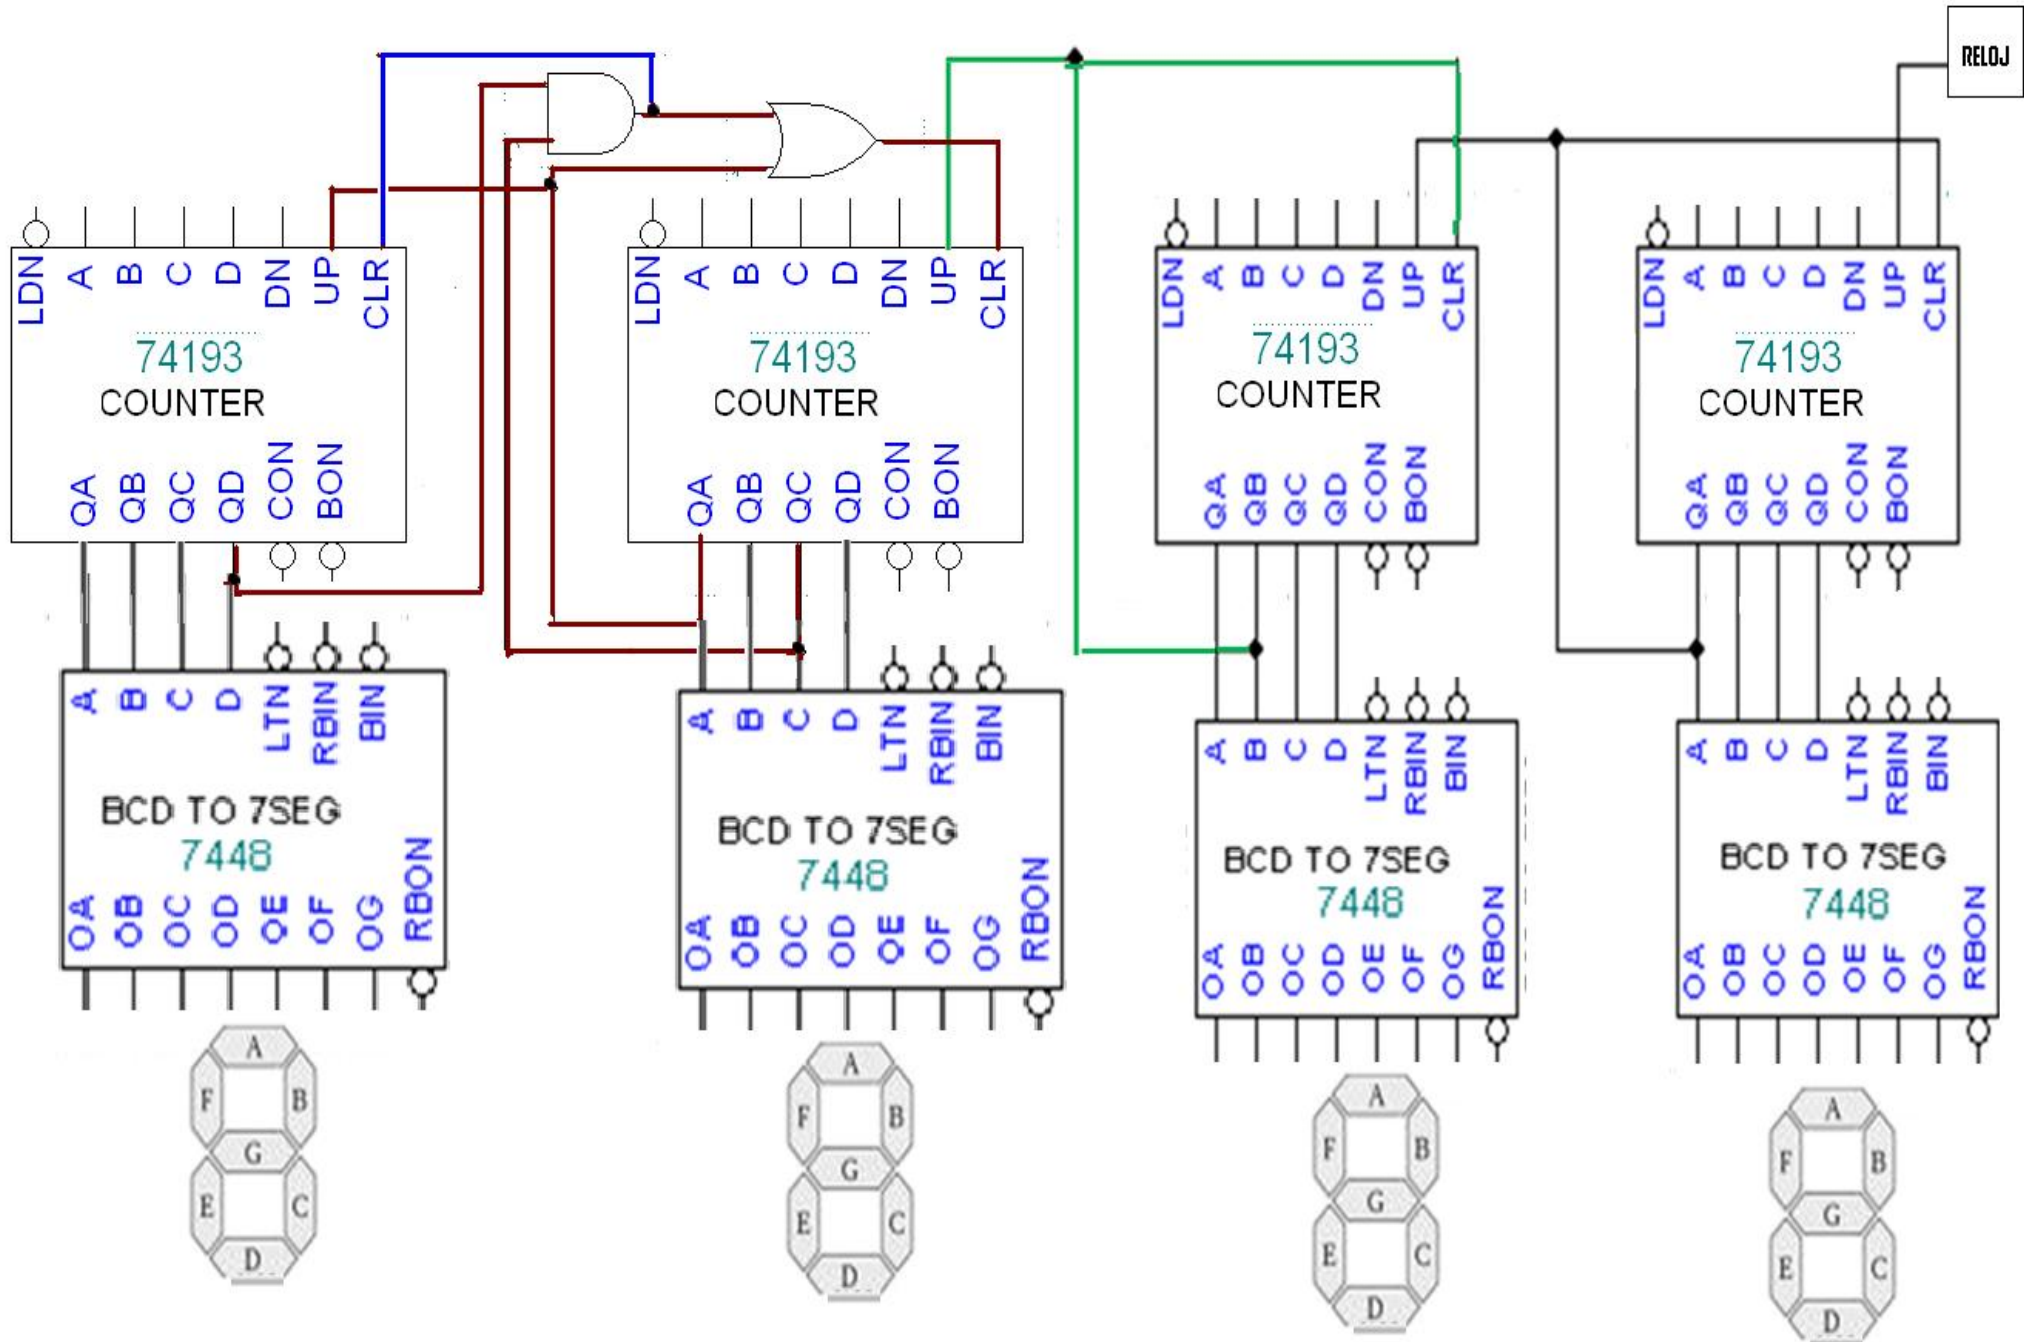 RELOJ
LDN A B C D DN UP CLR
74193
COUNTER
QA QB QC QD CON BON
LDN A B C D DN UP CLR
74193
COUNTER
QA QB QC QD CON BON
LDN A B C D DN UP CLR
74193
COUNTER
QA QB QC QD CON BON
LDN A B C D DN UP CLR
74193
COUNTER
QA QB QC QD CON BON
A B C D LTN RBIN BIN
BCD TO 7SEG
7448
OA OB OC OD OE OF OG RBON
A B C D LTN RBIN BIN
BCD TO 7SEG
7448
OA OB OC OD OE OF OG RBON
A B C D LTN RBIN BIN
BCD TO 7SEG
7448
OA OB OC OD OE OF OG RBON
A B C D LTN RBIN BIN
BCD TO 7SEG
7448
OA OB OC OD OE OF OG RBON
A
F B
G
E C
D
A
F B
G
E C
D
A
F B
G
E C
D
A
F B
G
E C
D